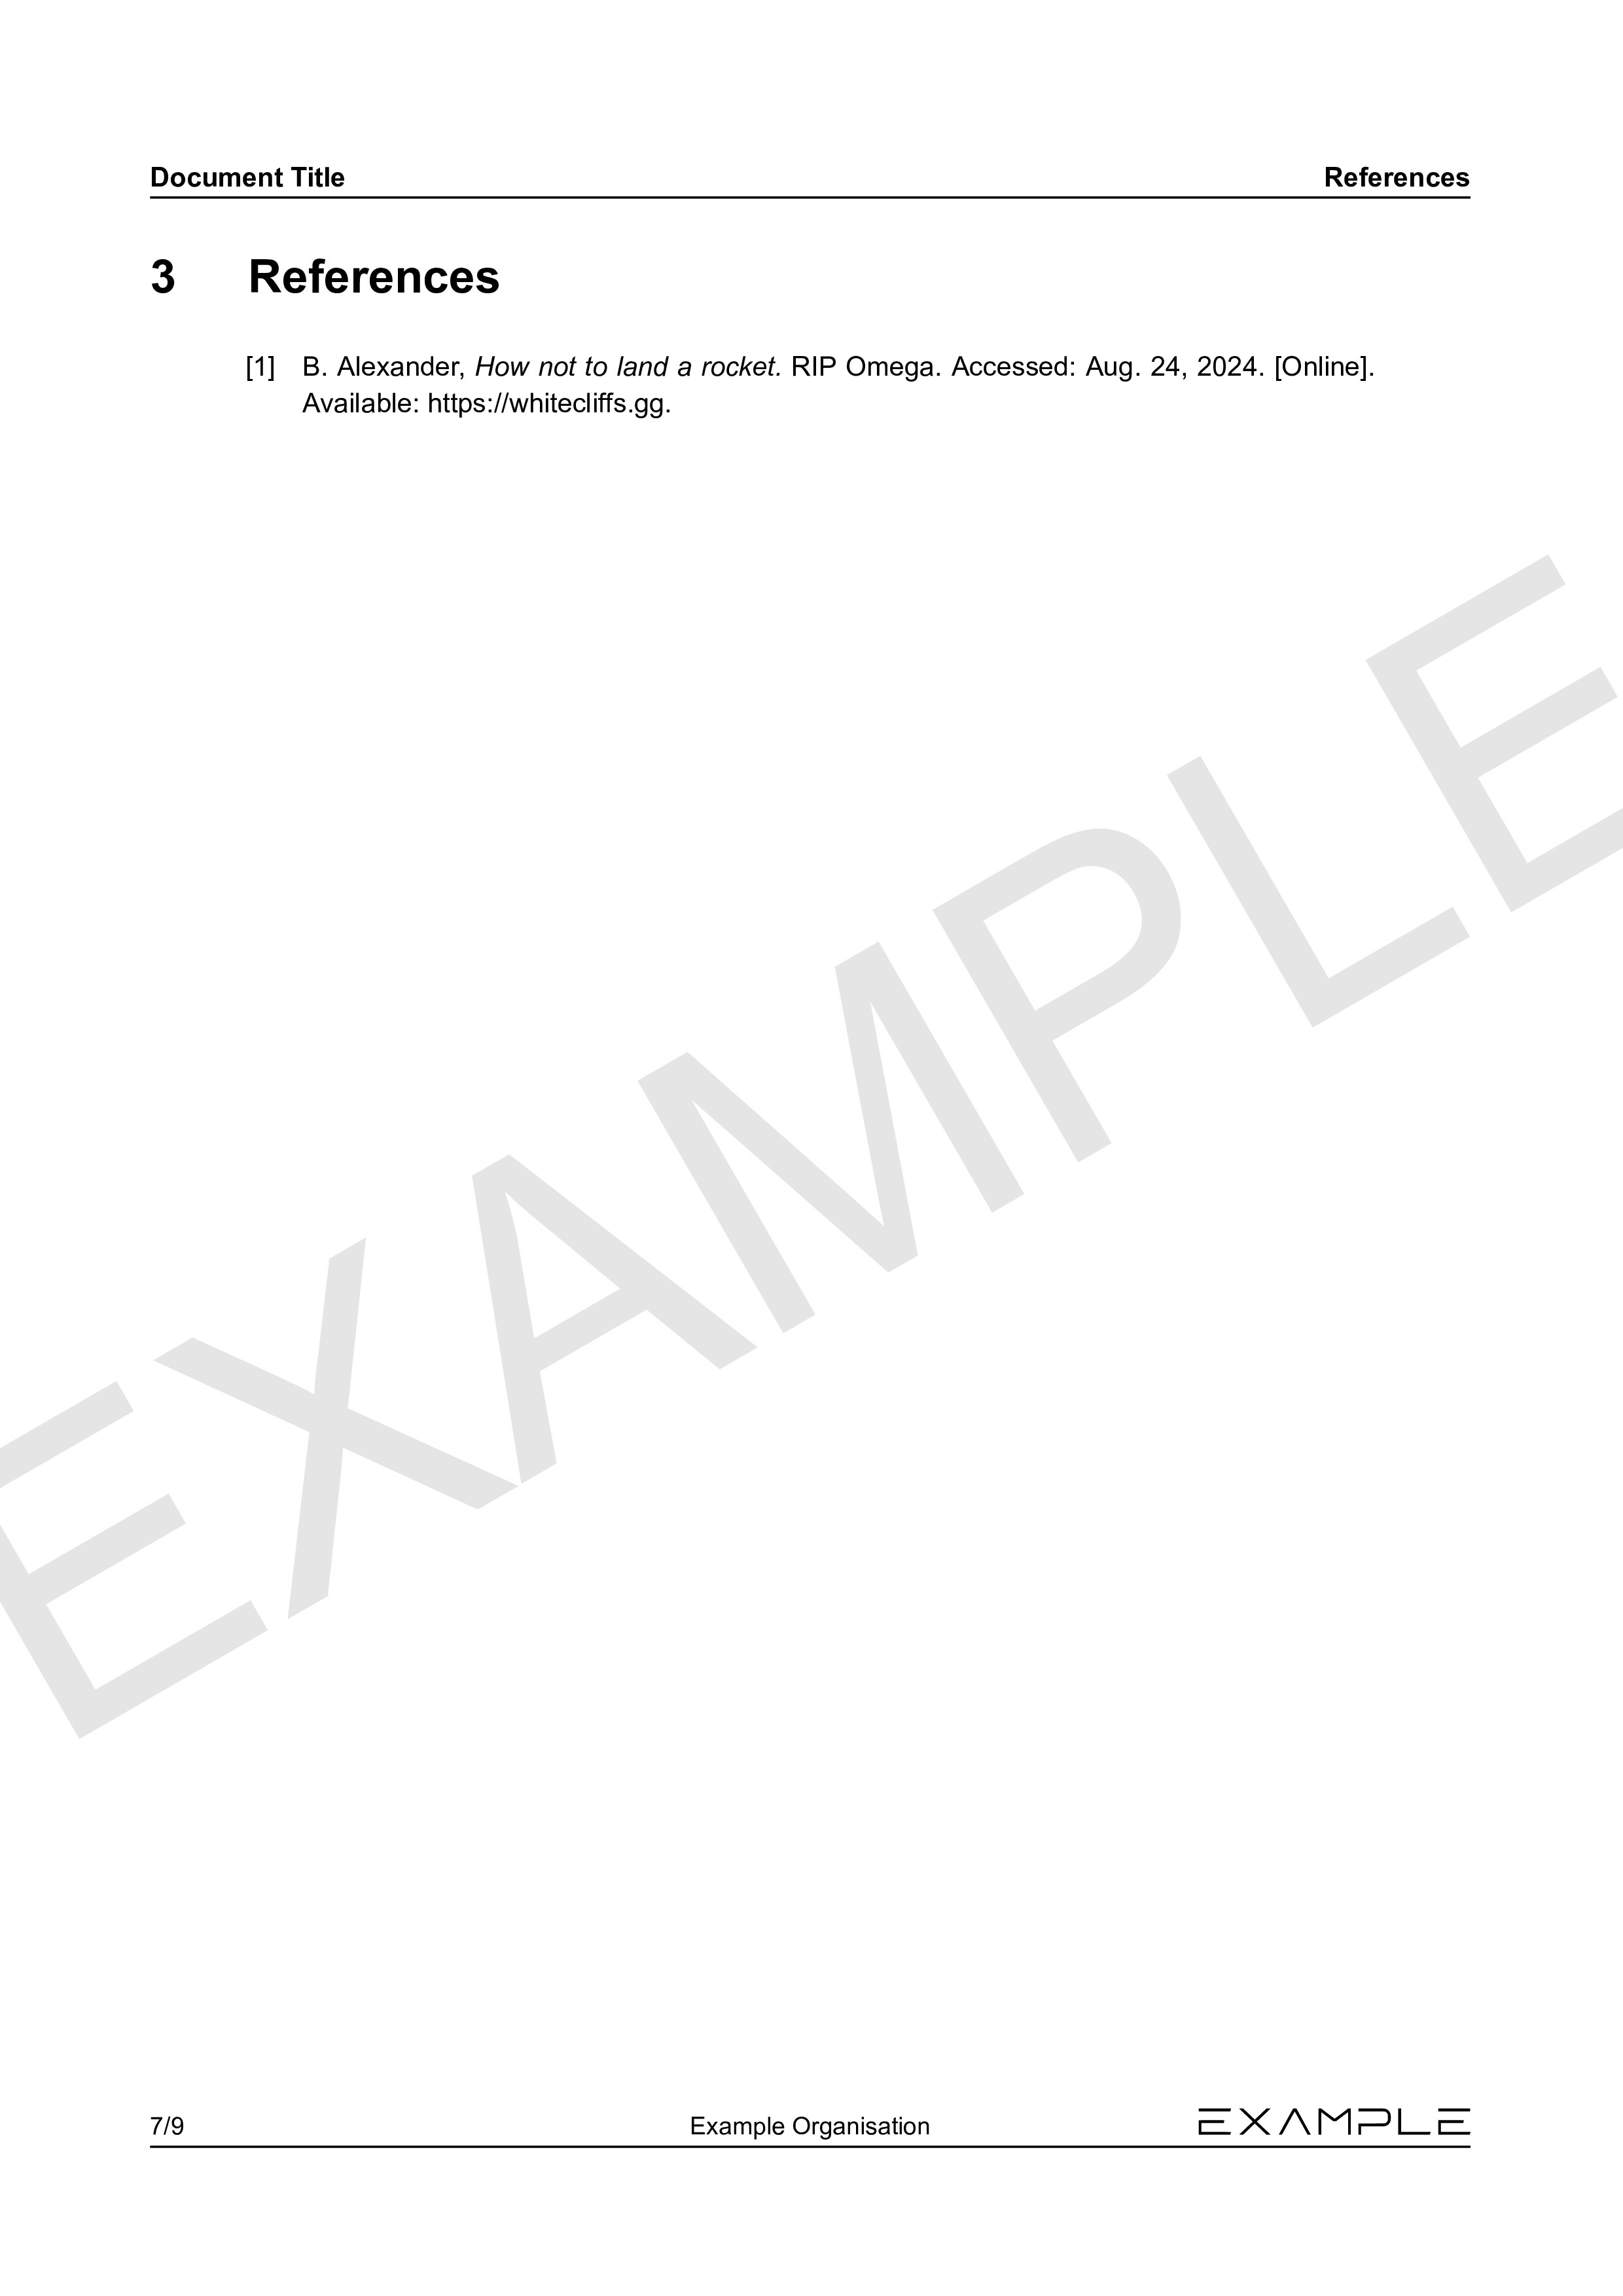 Document Title References
3 References
[1] B. Alexander, How not to land a rocket. RIP Omega. Accessed: Aug. 24, 2024. [Online].
Available: https://whitecliffs.gg.
EXAMPLE
7/9 Example Organisation EXAMPLE